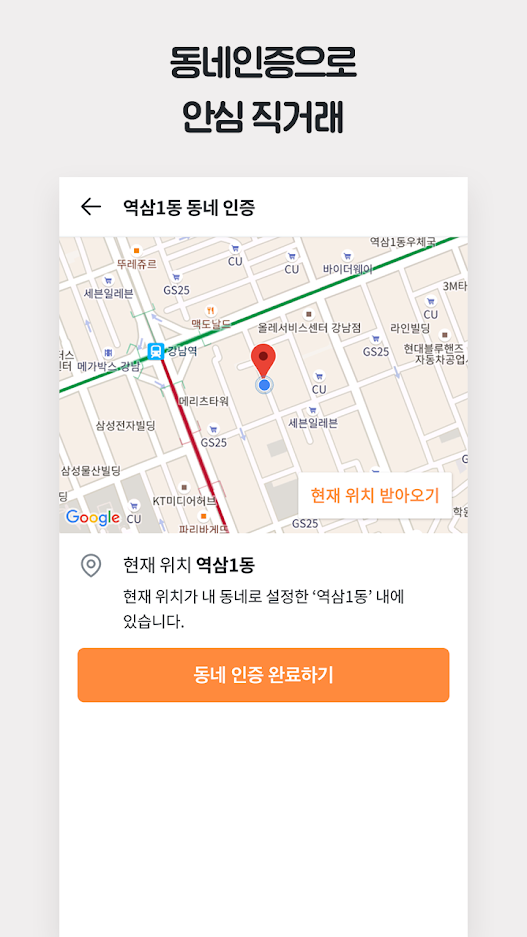 동네인증으로
안심 직거래
역삼1동 동네 인증
역삼1동우체국
뚜레쥬르
CU
CU
바이더웨이
세븐일레븐
GS25
3M타
CU
맥도날드
올레서비스센터 강남점
라인빌딩
강남역
GS25
현대블루핸즈
자동차공업사
메가박스 강남
CU
메리츠타워
세븐일레븐
삼성전자빌딩
GS25
삼성물산빌딩
현재 위치 받아오기
KT미디어허브
Google
CU
파리바게뜨
GS25
현재 위치 역삼1동
현재 위치가 내 동네로 설정한 ‘역삼1동’ 내에
있습니다.
동네 인증 완료하기